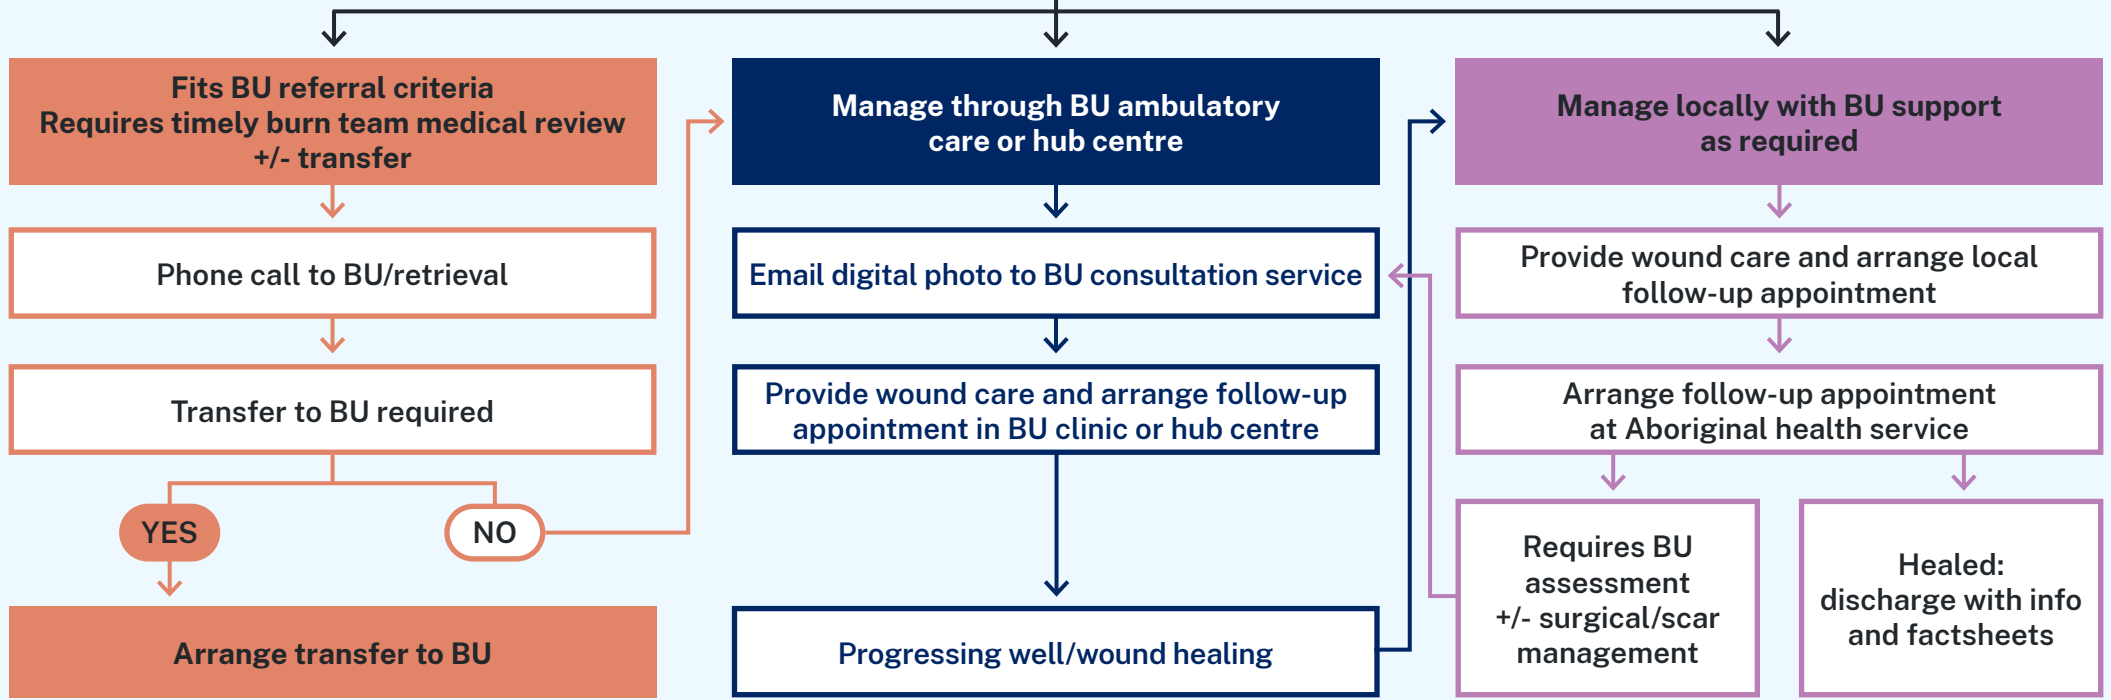 Fits BU referral criteria
Requires timely burn team medical review
+/- transfer
Phone call to BU/retrieval
Transfer to BU required
YES
NO
Arrange transfer to BU
Manage through BU ambulatory
care or hub centre
Email digital photo to BU consultation service
Provide wound care and arrange follow-up
appointment in BU clinic or hub centre
Progressing well/wound healing
Manage locally with BU support
as required
Provide wound care and arrange local
follow-up appointment
Arrange follow-up appointment
at Aboriginal health service
Requires BU
assessment
+/- surgical/scar
management
Healed:
discharge with info
and factsheets